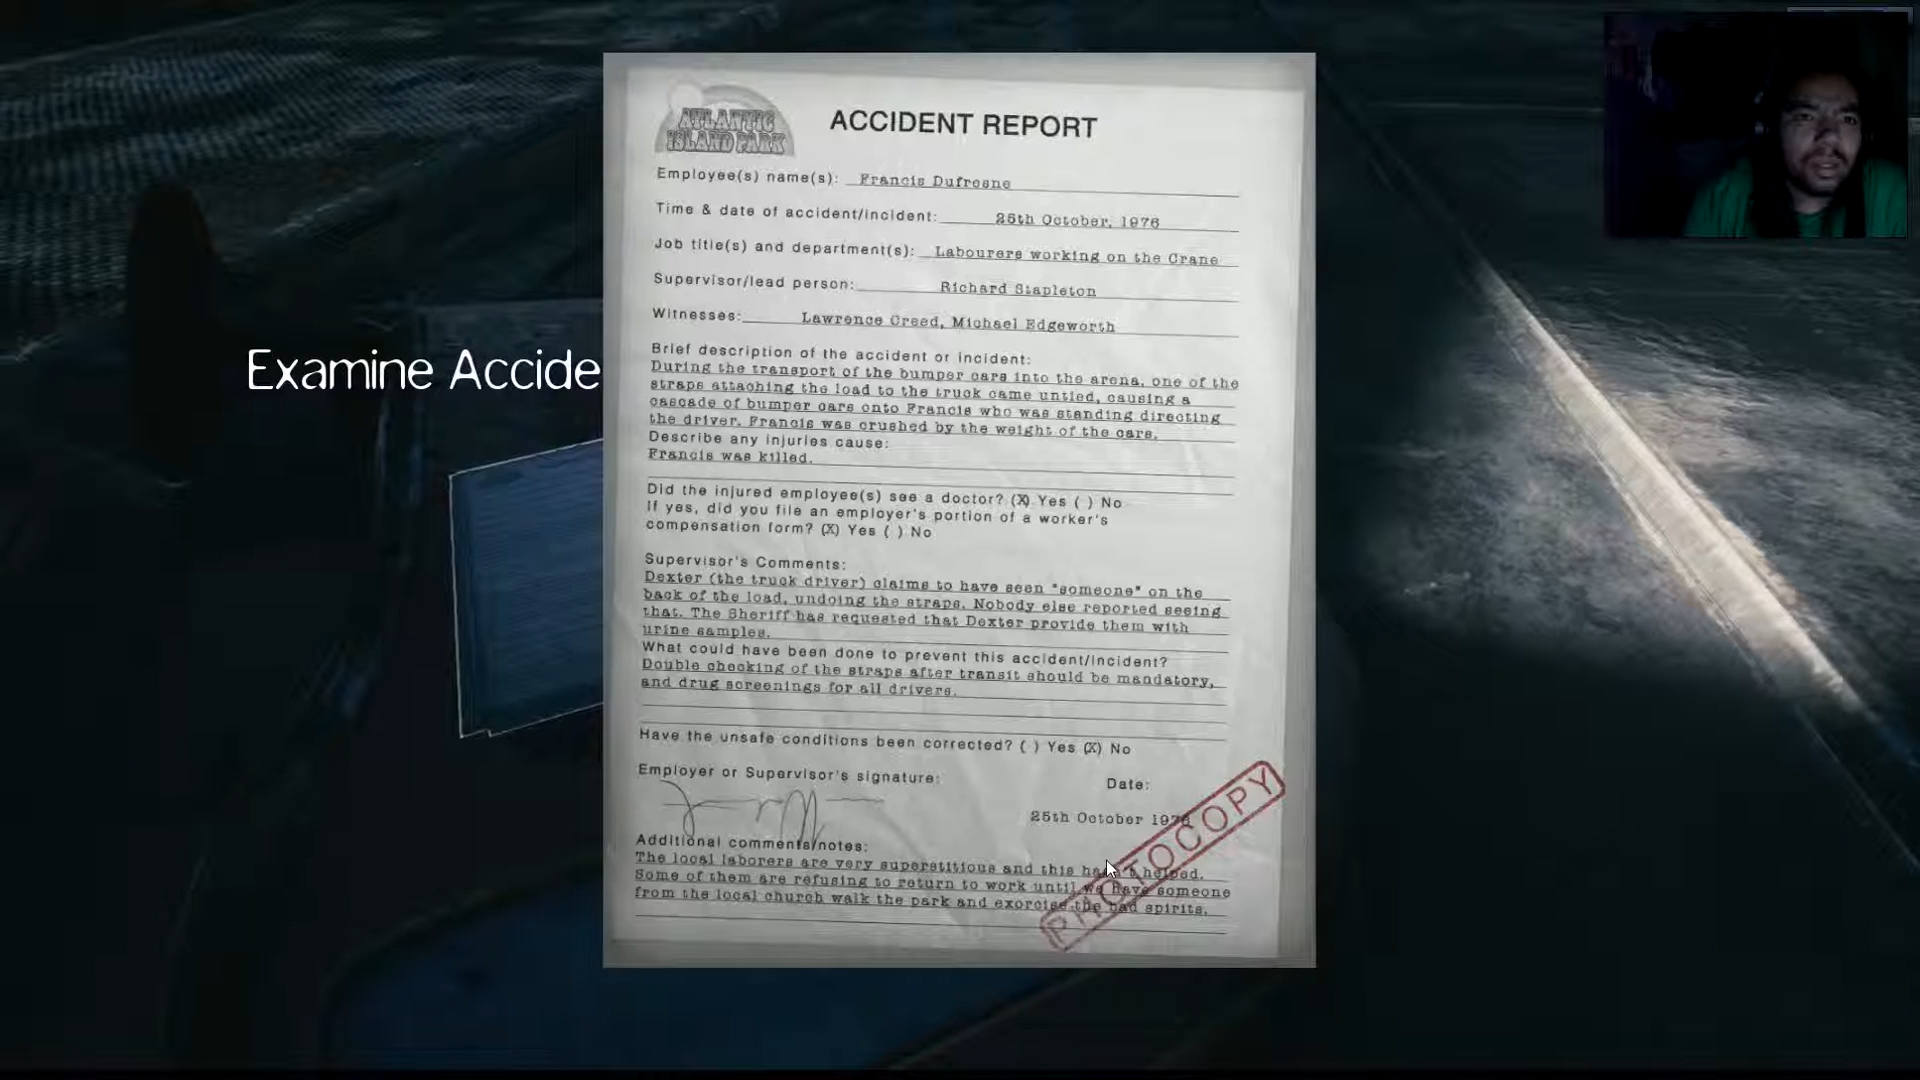 ATLANTIC
ISLAND PARK
ACCIDENT REPORT
Employee(s) name(s): Francis Dufresne
Time & date of accident/incident: 25th October, 1976
Job title(s) and department(s): Labourers working on the Crane
Supervisor/lead person: Richard Stapleton
Witnesses: Lawrence Creed, Michael Edgeworth
Brief description of the accident or incident:
During the transport of the bumper cars into the arena, one of the
straps attaching the load to the truck came untied, causing a
cascade of bumper cars onto Francis who was standing directing
the driver. Francis was crushed by the weight of the cars.
Describe any injuries cause:
Francis was killed.
Did the injured employee(s) see a doctor? (X) Yes ( ) No
If yes, did you file an employer's portion of a worker's
compensation form? (X) Yes ( ) No
Supervisor's Comments:
Dexter (the truck driver) claims to have seen "someone" on the
back of the load, undoing the straps. Nobody else reported seeing
that. The Sheriff has requested that Dexter provide them with
urine samples.
What could have been done to prevent this accident/incident?
Double checking of the straps after transit should be mandatory,
and drug screenings for all drivers.
Have the unsafe conditions been corrected? ( ) Yes (X) No
Employer or Supervisor's signature:
Date:
25th October 1976
Additional comments/notes:
The local laborers are very superstitious and this hasn't helped.
Some of them are refusing to return to work until we have someone
from the local church walk the park and exorcise the bad spirits.
PHOTOCOPY
Examine Accide